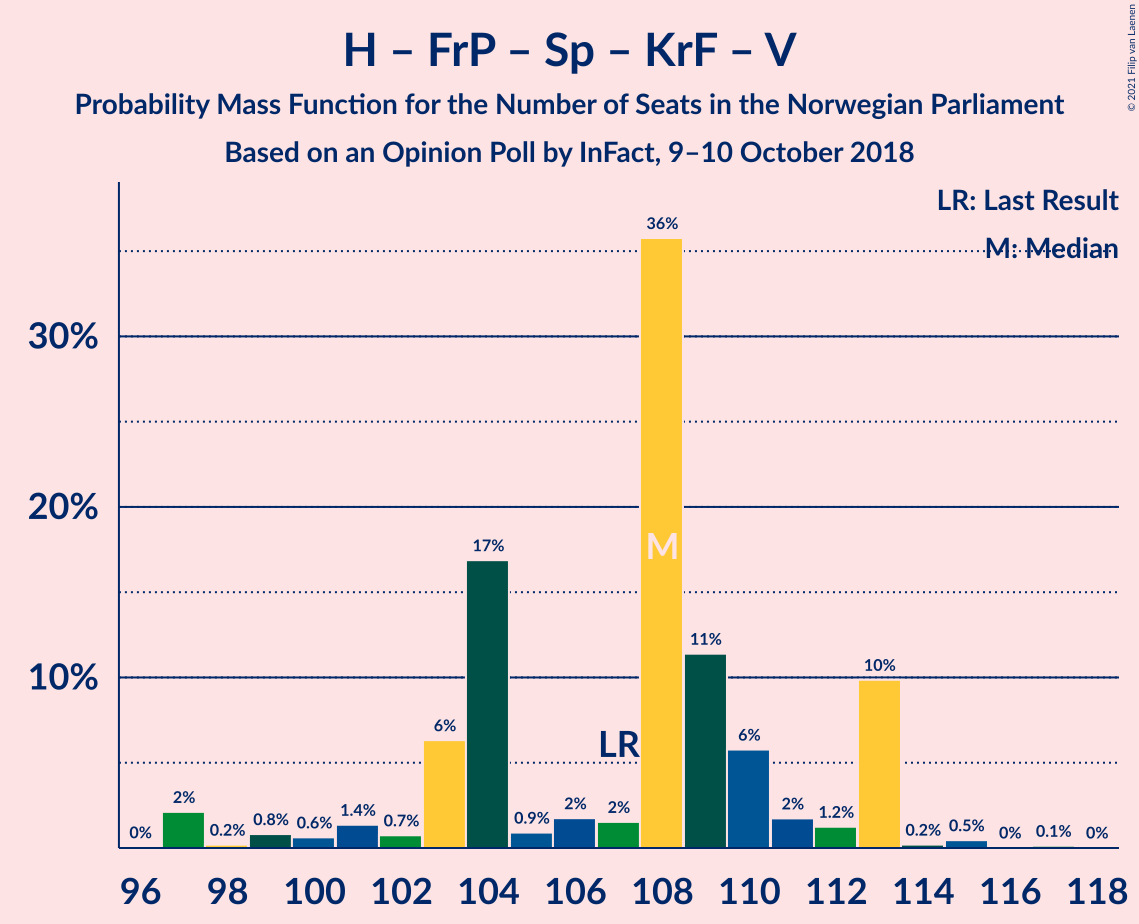 H – FrP – Sp – KrF – V
Probability Mass Function for the Number of Seats in the Norwegian Parliament
Based on an Opinion Poll by InFact, 9–10 October 2018
© 2021 Filip van Laenen
LR: Last Result
M: Median
36%
30%
20%
17%
M
11%
10%
10%
6%
6%
LR
2%
0%
0.2%
0.8%
0.6%
1.4%
0.7%
0.9%
2%
2%
2%
1.2%
0.2%
0.5%
0%
0.1%
0%
96 98 100 102 104 106 108 110 112 114 116 118